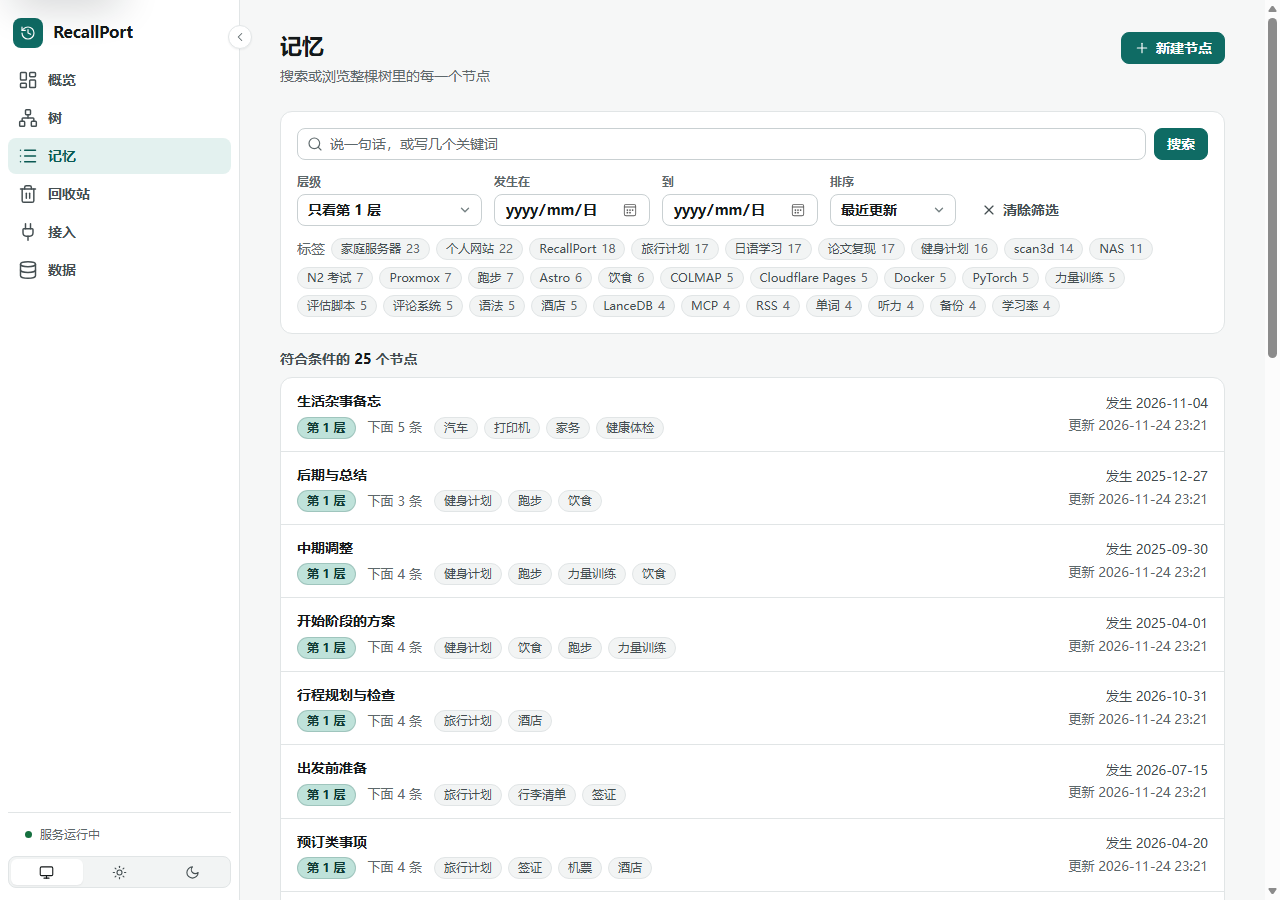 RecallPort
概览
树
记忆
回收站
接入
数据
服务运行中
记忆
搜索或浏览整棵树里的每一个节点
新建节点
说一句话，或写几个关键词
搜索
层级 发生在 到 排序
只看第 1 层 yyyy/mm/日 yyyy/mm/日 最近更新 清除筛选
标签 家庭服务器 23 个人网站 22 RecallPort 18 旅行计划 17 日语学习 17 论文复现 17 健身计划 16 scan3d 14 NAS 11
N2 考试 7 Proxmox 7 跑步 7 Astro 6 饮食 6 COLMAP 5 Cloudflare Pages 5 Docker 5 PyTorch 5 力量训练 5
评估脚本 5 评论系统 5 语法 5 酒店 5 LanceDB 4 MCP 4 RSS 4 单词 4 听力 4 备份 4 学习率 4
符合条件的 25 个节点
生活杂事备忘
第 1 层 下面 5 条 汽车 打印机 家务 健康体检
发生 2026-11-04
更新 2026-11-24 23:21
后期与总结
第 1 层 下面 3 条 健身计划 跑步 饮食
发生 2025-12-27
更新 2026-11-24 23:21
中期调整
第 1 层 下面 4 条 健身计划 跑步 力量训练 饮食
发生 2025-09-30
更新 2026-11-24 23:21
开始阶段的方案
第 1 层 下面 4 条 健身计划 饮食 跑步 力量训练
发生 2025-04-01
更新 2026-11-24 23:21
行程规划与检查
第 1 层 下面 4 条 旅行计划 酒店
发生 2026-10-31
更新 2026-11-24 23:21
出发前准备
第 1 层 下面 4 条 旅行计划 行李清单 签证
发生 2026-07-15
更新 2026-11-24 23:21
预订类事项
第 1 层 下面 4 条 旅行计划 签证 机票 酒店
发生 2026-04-20
更新 2026-11-24 23:21